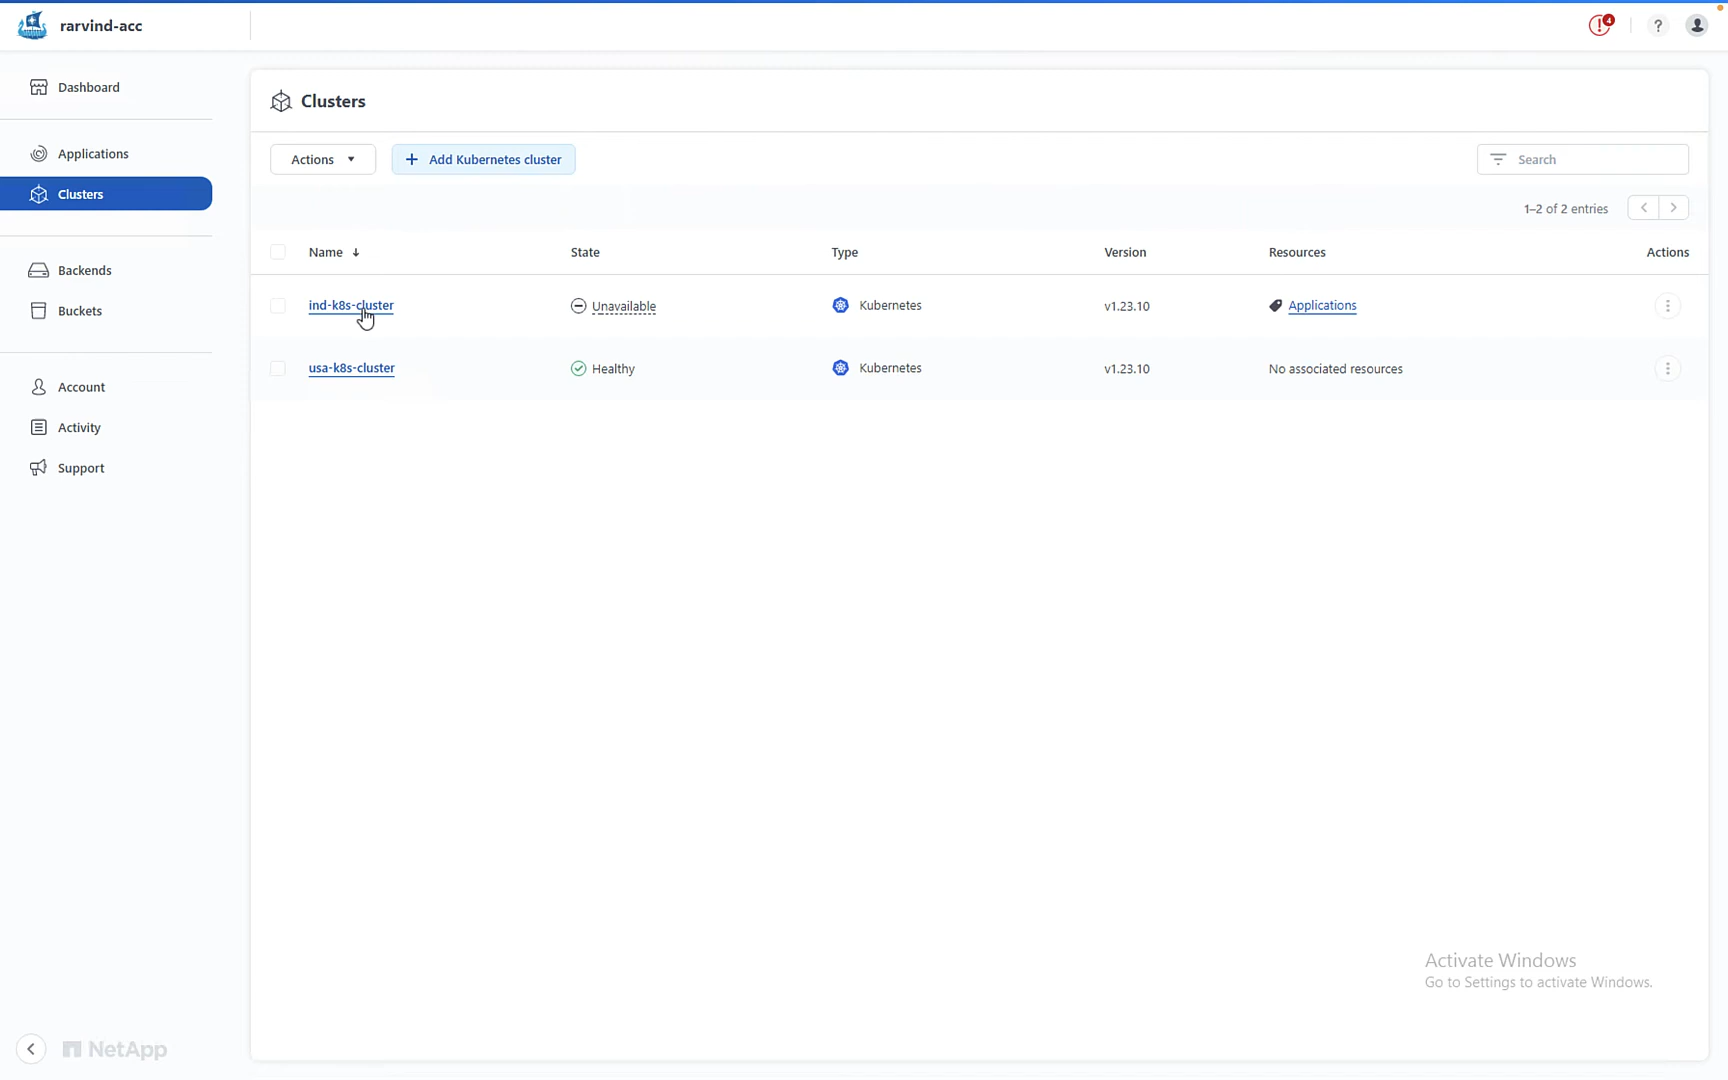 rarvind-acc
4
?
Dashboard
Applications
Clusters
Backends
Buckets
Account
Activity
Support
Clusters
Actions
+ Add Kubernetes cluster
Search
1–2 of 2 entries
Name State Type Version Resources Actions
ind-k8s-cluster Unavailable Kubernetes v1.23.10 Applications
usa-k8s-cluster Healthy Kubernetes v1.23.10 No associated resources
Activate Windows
Go to Settings to activate Windows.
NetApp